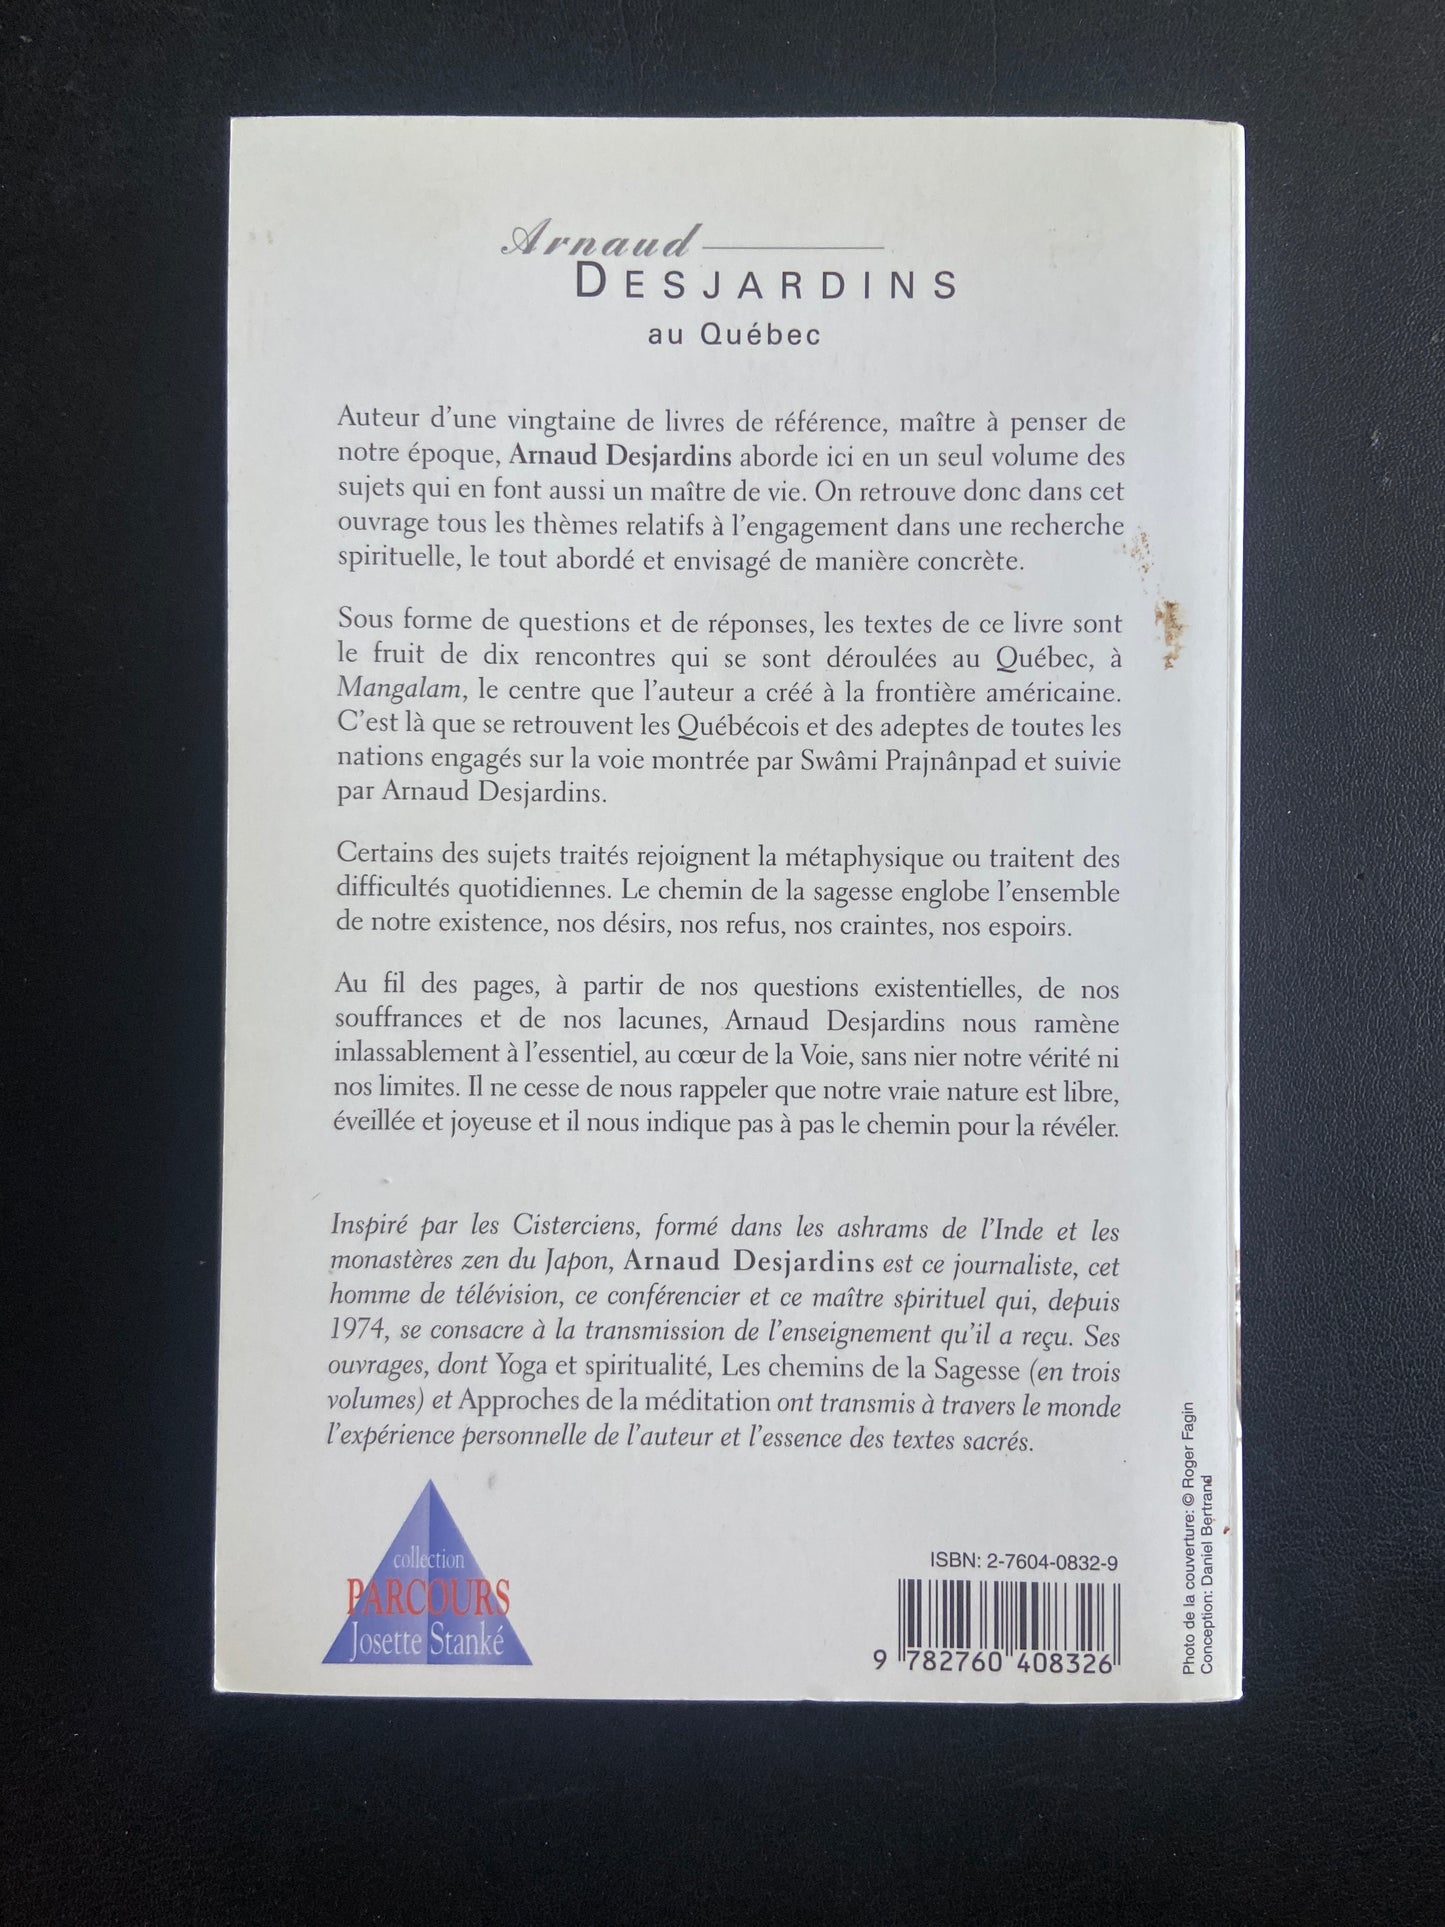 Arnaud
DESJARDINS
au Québec
Auteur d'une vingtaine de livres de référence, maître à penser de
notre époque, Arnaud Desjardins aborde ici en un seul volume des
sujets qui en font aussi un maître de vie. On retrouve donc dans cet
ouvrage tous les thèmes relatifs à l'engagement dans une recherche
spirituelle, le tout abordé et envisagé de manière concrète.
Sous forme de questions et de réponses, les textes de ce livre sont
le fruit de dix rencontres qui se sont déroulées au Québec, à
Mangalam, le centre que l'auteur a créé à la frontière américaine.
C'est là que se retrouvent les Québécois et des adeptes de toutes les
nations engagés sur la voie montrée par Swâmi Prajnânpad et suivie
par Arnaud Desjardins.
Certains des sujets traités rejoignent la métaphysique ou traitent des
difficultés quotidiennes. Le chemin de la sagesse englobe l'ensemble
de notre existence, nos désirs, nos refus, nos craintes, nos espoirs.
Au fil des pages, à partir de nos questions existentielles, de nos
souffrances et de nos lacunes, Arnaud Desjardins nous ramène
inlassablement à l'essentiel, au cœur de la Voie, sans nier notre vérité ni
nos limites. Il ne cesse de nous rappeler que notre vraie nature est libre,
éveillée et joyeuse et il nous indique pas à pas le chemin pour la révéler.
Inspiré par les Cisterciens, formé dans les ashrams de l'Inde et les
monastères zen du Japon, Arnaud Desjardins est ce journaliste, cet
homme de télévision, ce conférencier et ce maître spirituel qui, depuis
1974, se consacre à la transmission de l'enseignement qu'il a reçu. Ses
ouvrages, dont Yoga et spiritualité, Les chemins de la Sagesse (en trois
volumes) et Approches de la méditation ont transmis à travers le monde
l'expérience personnelle de l'auteur et l'essence des textes sacrés.
collection
PARCOURS
Josette Stanké
ISBN: 2-7604-0832-9
9 782760 408326
Photo de la couverture: © Roger Fagin
Conception: Daniel Bertrand